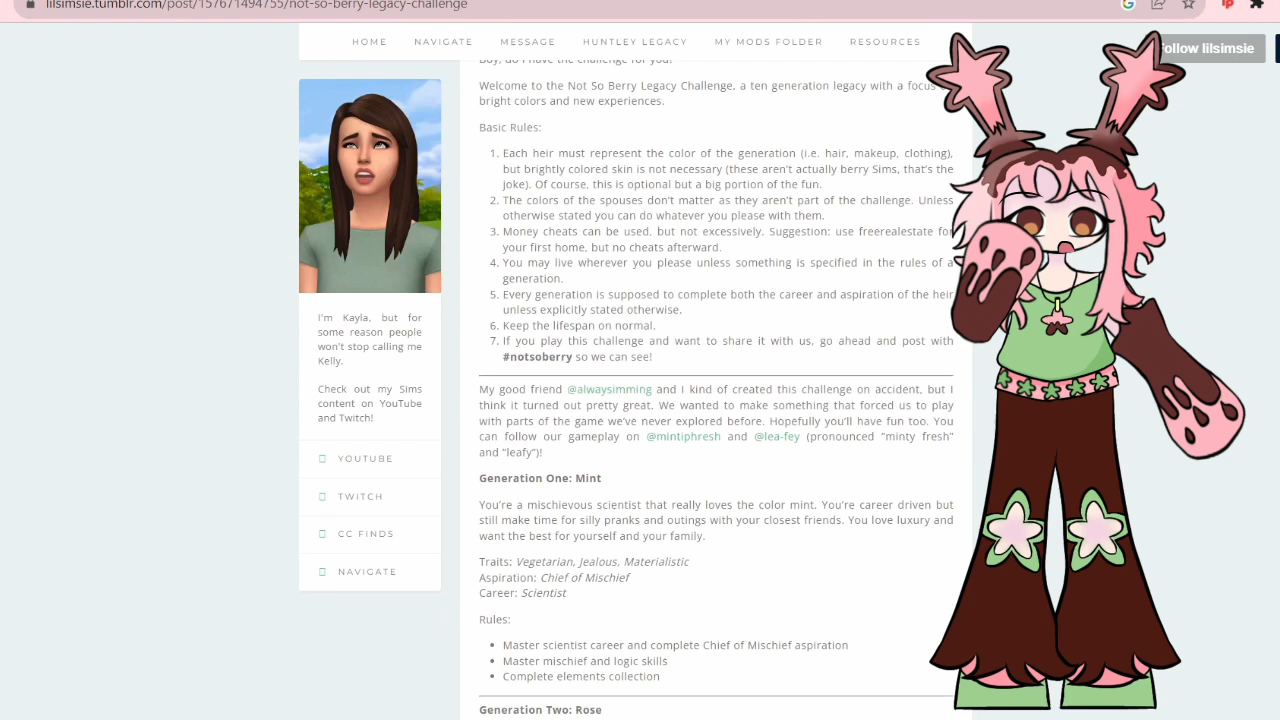 lilsimsie.tumblr.com/post/157671494755/not-so-berry-legacy-challenge
HOME NAVIGATE MESSAGE HUNTLEY LEGACY MY MODS FOLDER RESOURCES
Follow lilsimsie
Boy, do I have the challenge for you!
Welcome to the Not So Berry Legacy Challenge, a ten generation legacy with a focus
bright colors and new experiences.
Basic Rules:
1. Each heir must represent the color of the generation (i.e. hair, makeup, clothing),
but brightly colored skin is not necessary (these aren't actually berry Sims, that's the
joke). Of course, this is optional but a big portion of the fun.
2. The colors of the spouses don't matter as they aren't part of the challenge. Unless
otherwise stated you can do whatever you please with them.
3. Money cheats can be used, but not excessively. Suggestion: use freerealestate for
your first home, but no cheats afterward.
4. You may live wherever you please unless something is specified in the rules of a
generation.
5. Every generation is supposed to complete both the career and aspiration of the heir
unless explicitly stated otherwise.
6. Keep the lifespan on normal.
7. If you play this challenge and want to share it with us, go ahead and post with
#notsoberry so we can see!
My good friend @alwaysimming and I kind of created this challenge on accident, but I
think it turned out pretty great. We wanted to make something that forced us to play
with parts of the game we've never explored before. Hopefully you'll have fun too. You
can follow our gameplay on @mintiphresh and @lea-fey (pronounced “minty fresh”
and “leafy”)!
Generation One: Mint
You're a mischievous scientist that really loves the color mint. You're career driven but
still make time for silly pranks and outings with your closest friends. You love luxury and
want the best for yourself and your family.
Traits: Vegetarian, Jealous, Materialistic
Aspiration: Chief of Mischief
Career: Scientist
Rules:
• Master scientist career and complete Chief of Mischief aspiration
• Master mischief and logic skills
• Complete elements collection
Generation Two: Rose
I'm Kayla, but for
some reason people
won't stop calling me
Kelly.
Check out my Sims
content on YouTube
and Twitch!
YOUTUBE
TWITCH
CC FINDS
NAVIGATE